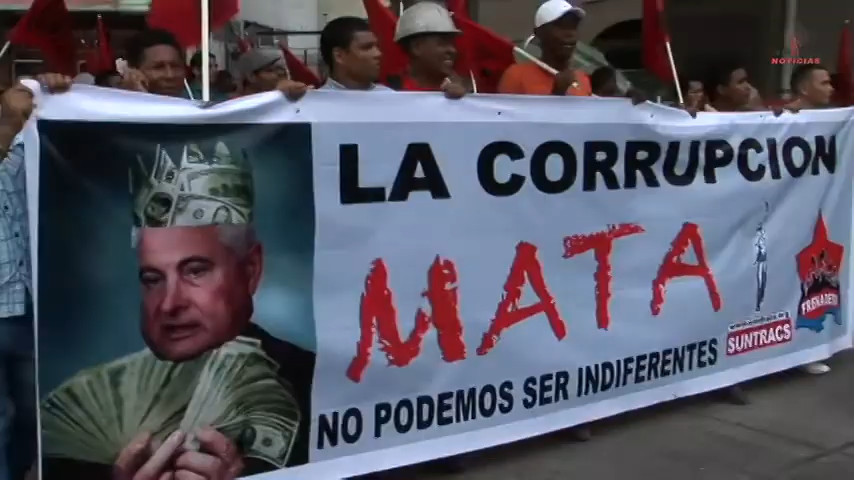 NOTICIAS
LA CORRUPCION
MATA
NO PODEMOS SER INDIFERENTES
SUNTRACS
FRENADESO